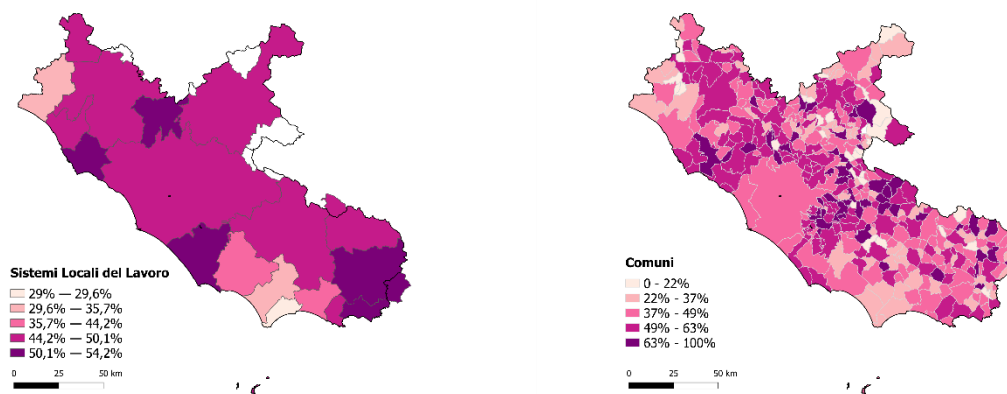 Sistemi Locali del Lavoro
29% — 29,6%
29,6% — 35,7%
35,7% — 44,2%
44,2% — 50,1%
50,1% — 54,2%
0 25 50 km
Comuni
0 - 22%
22% - 37%
37% - 49%
49% - 63%
63% - 100%
0 25 50 km